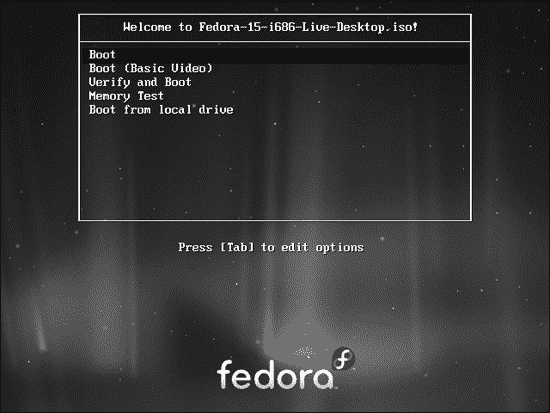 Welcome to Fedora-15-i686-Live-Desktop.iso!
Boot
Boot (Basic Video)
Verify and Boot
Memory Test
Boot from local drive
Press [Tab] to edit options
fedora